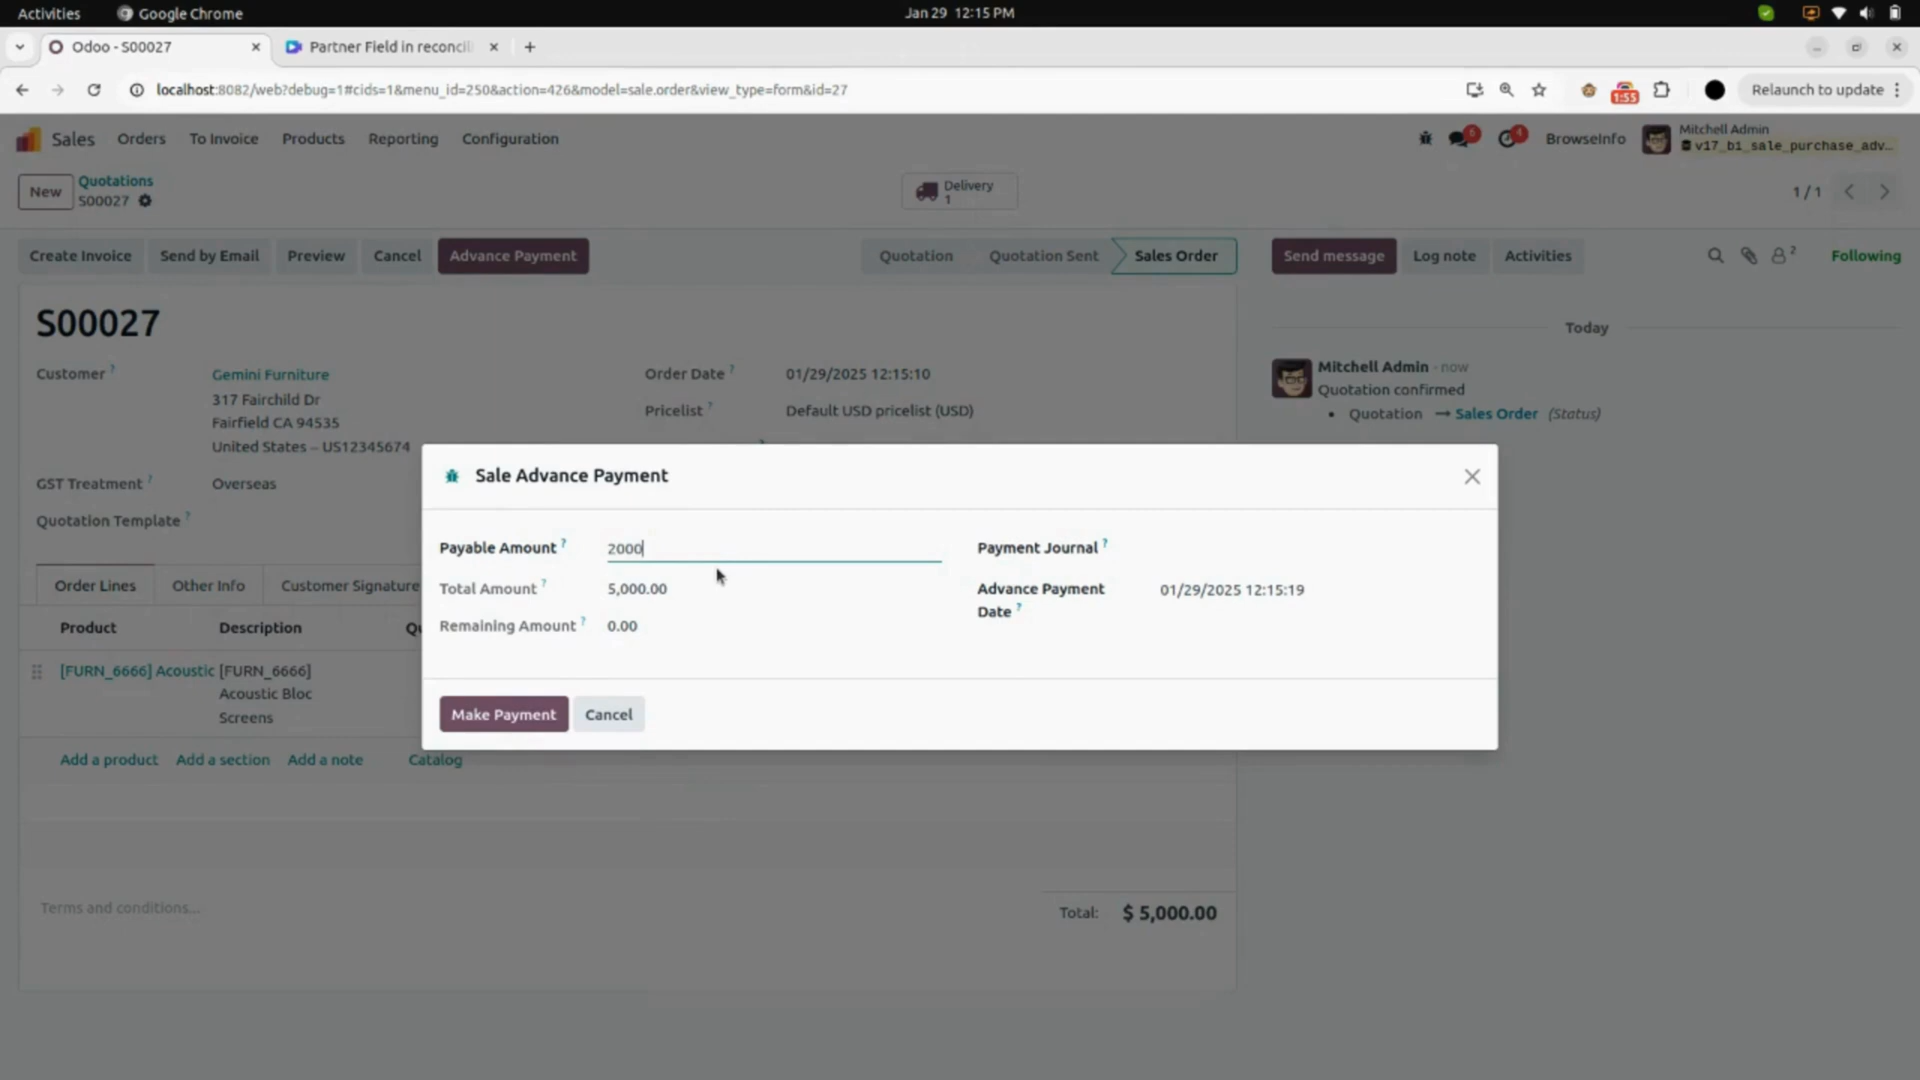 Activities Google Chrome Jan 29 12:15 PM
Odoo - S00027 Partner Field in reconcil
localhost:8082/web?debug=1#cids=1&menu_id=250&action=426&model=sale.order&view_type=form&id=27 1:55 Relaunch to update
Sales Orders To Invoice Products Reporting Configuration 6 4 BrowseInfo Mitchell Admin
v17_bi_sale_purchase_adv...
New Quotations
S00027
Delivery
1
1 / 1
Create Invoice Send by Email Preview Cancel Advance Payment Quotation Quotation Sent Sales Order Send message Log note Activities 2 Following
S00027
Today
Customer ? Gemini Furniture
317 Fairchild Dr
Fairfield CA 94535
United States – US12345674
Order Date ? 01/29/2025 12:15:10
Pricelist ? Default USD pricelist (USD)
?
Mitchell Admin - now
Quotation confirmed
• Quotation → Sales Order (Status)
GST Treatment ? Overseas
Quotation Template ?
Sale Advance Payment
Payable Amount ? 2000
Total Amount ? 5,000.00
Remaining Amount ? 0.00
Payment Journal ?
Advance Payment
Date ?
01/29/2025 12:15:19
Make Payment Cancel
Order Lines Other Info Customer Signature
Product Description Qu
[FURN_6666] Acoustic [FURN_6666]
Acoustic Bloc
Screens
Add a product Add a section Add a note Catalog
Terms and conditions...
Total: $ 5,000.00